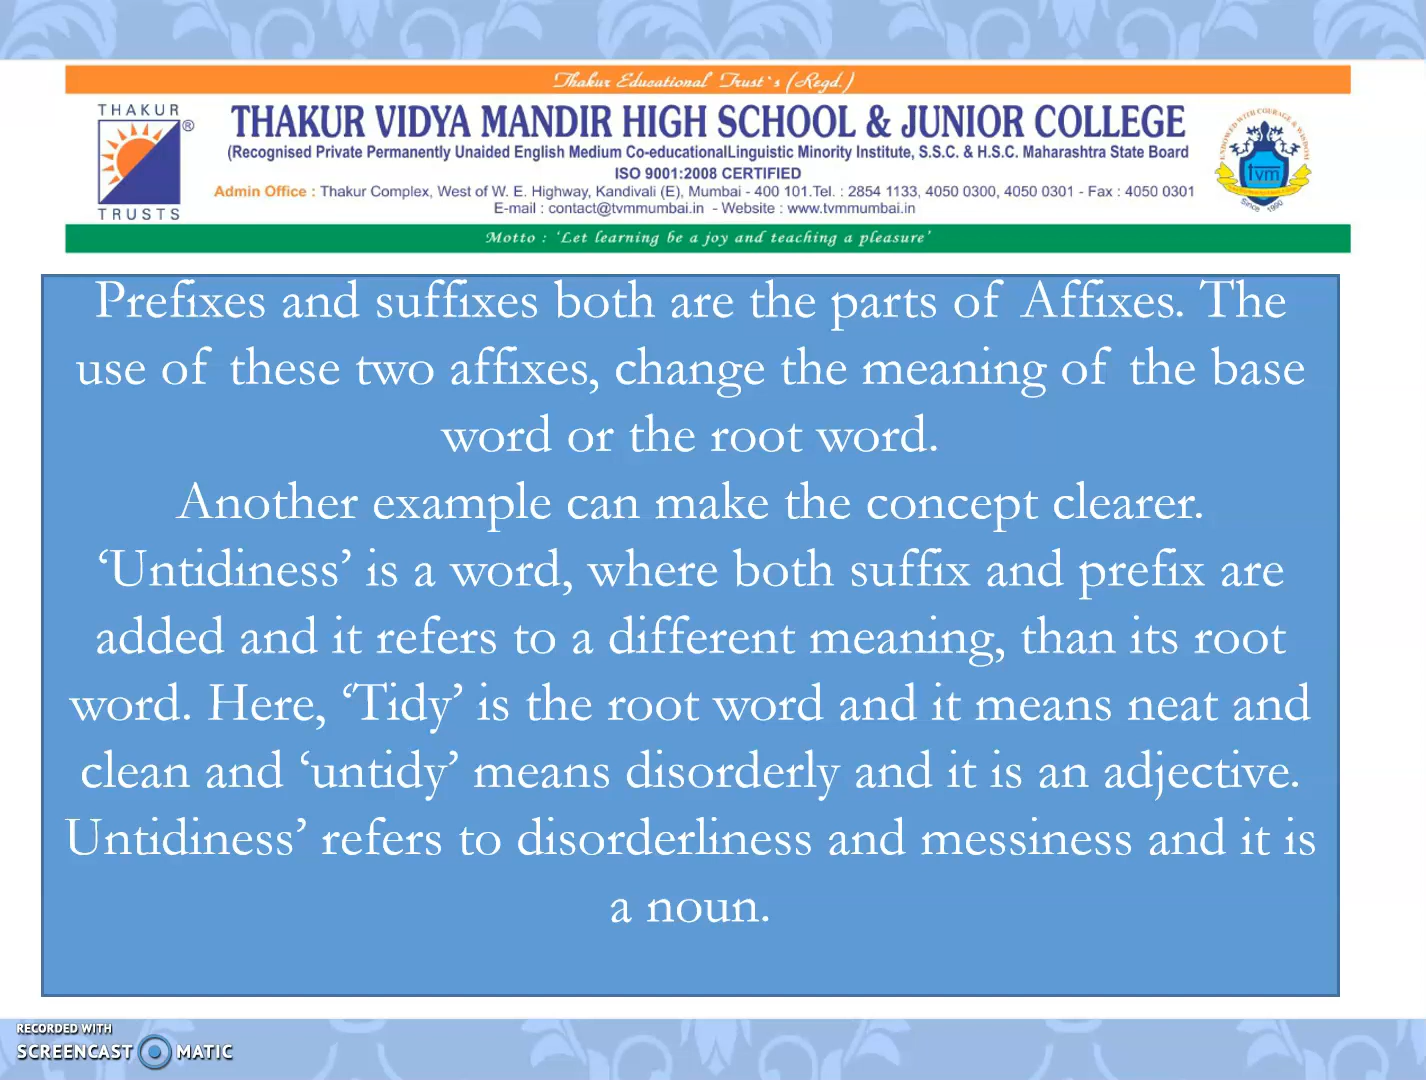 Thakur Educational Trust`s (Regd.)
THAKUR
®
TRUSTS
THAKUR VIDYA MANDIR HIGH SCHOOL & JUNIOR COLLEGE
(Recognised Private Permanently Unaided English Medium Co-educationalLinguistic Minority Institute, S.S.C. & H.S.C. Maharashtra State Board
ISO 9001:2008 CERTIFIED
Admin Office : Thakur Complex, West of W. E. Highway, Kandivali (E), Mumbai - 400 101.Tel. : 2854 1133, 4050 0300, 4050 0301 - Fax : 4050 0301
E-mail : contact@tvmmumbai.in - Website : www.tvmmumbai.in
ENDOWED WITH COURAGE & WISDOM
tvm
Since 1990
Motto : ‘Let learning be a joy and teaching a pleasure’
Prefixes and suffixes both are the parts of Affixes. The
use of these two affixes, change the meaning of the base
word or the root word.
Another example can make the concept clearer.
‘Untidiness’ is a word, where both suffix and prefix are
added and it refers to a different meaning, than its root
word. Here, ‘Tidy’ is the root word and it means neat and
clean and ‘untidy’ means disorderly and it is an adjective.
Untidiness’ refers to disorderliness and messiness and it is
a noun.
RECORDED WITH
SCREENCAST MATIC